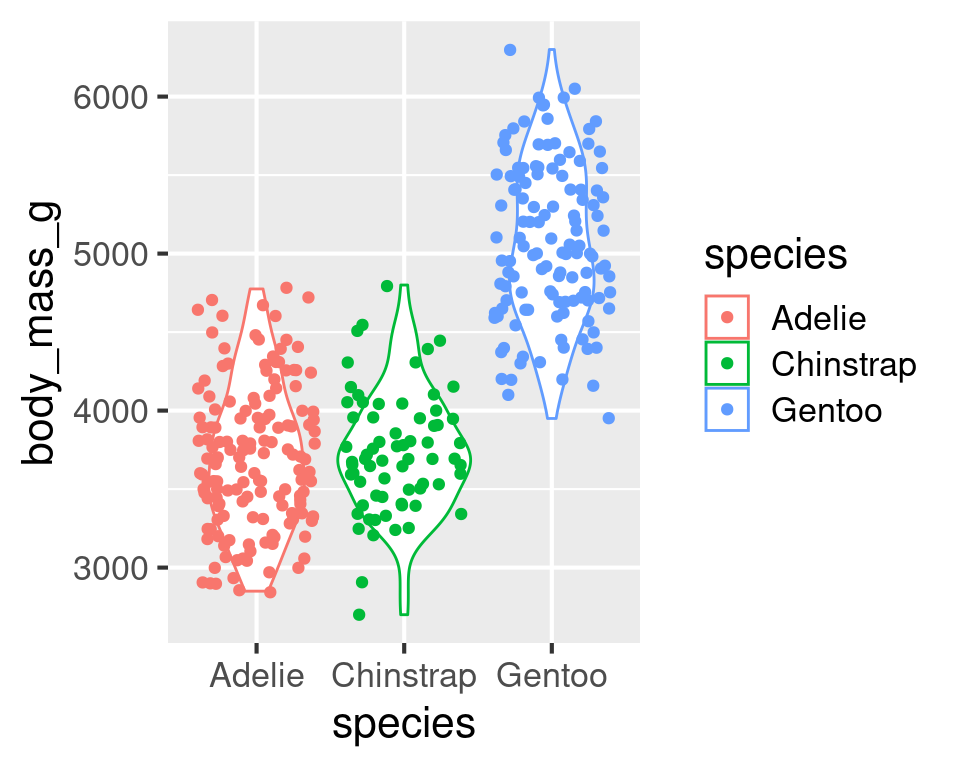 body_mass_g
6000
5000
4000
3000
Adelie Chinstrap Gentoo
species
species
Adelie
Chinstrap
Gentoo